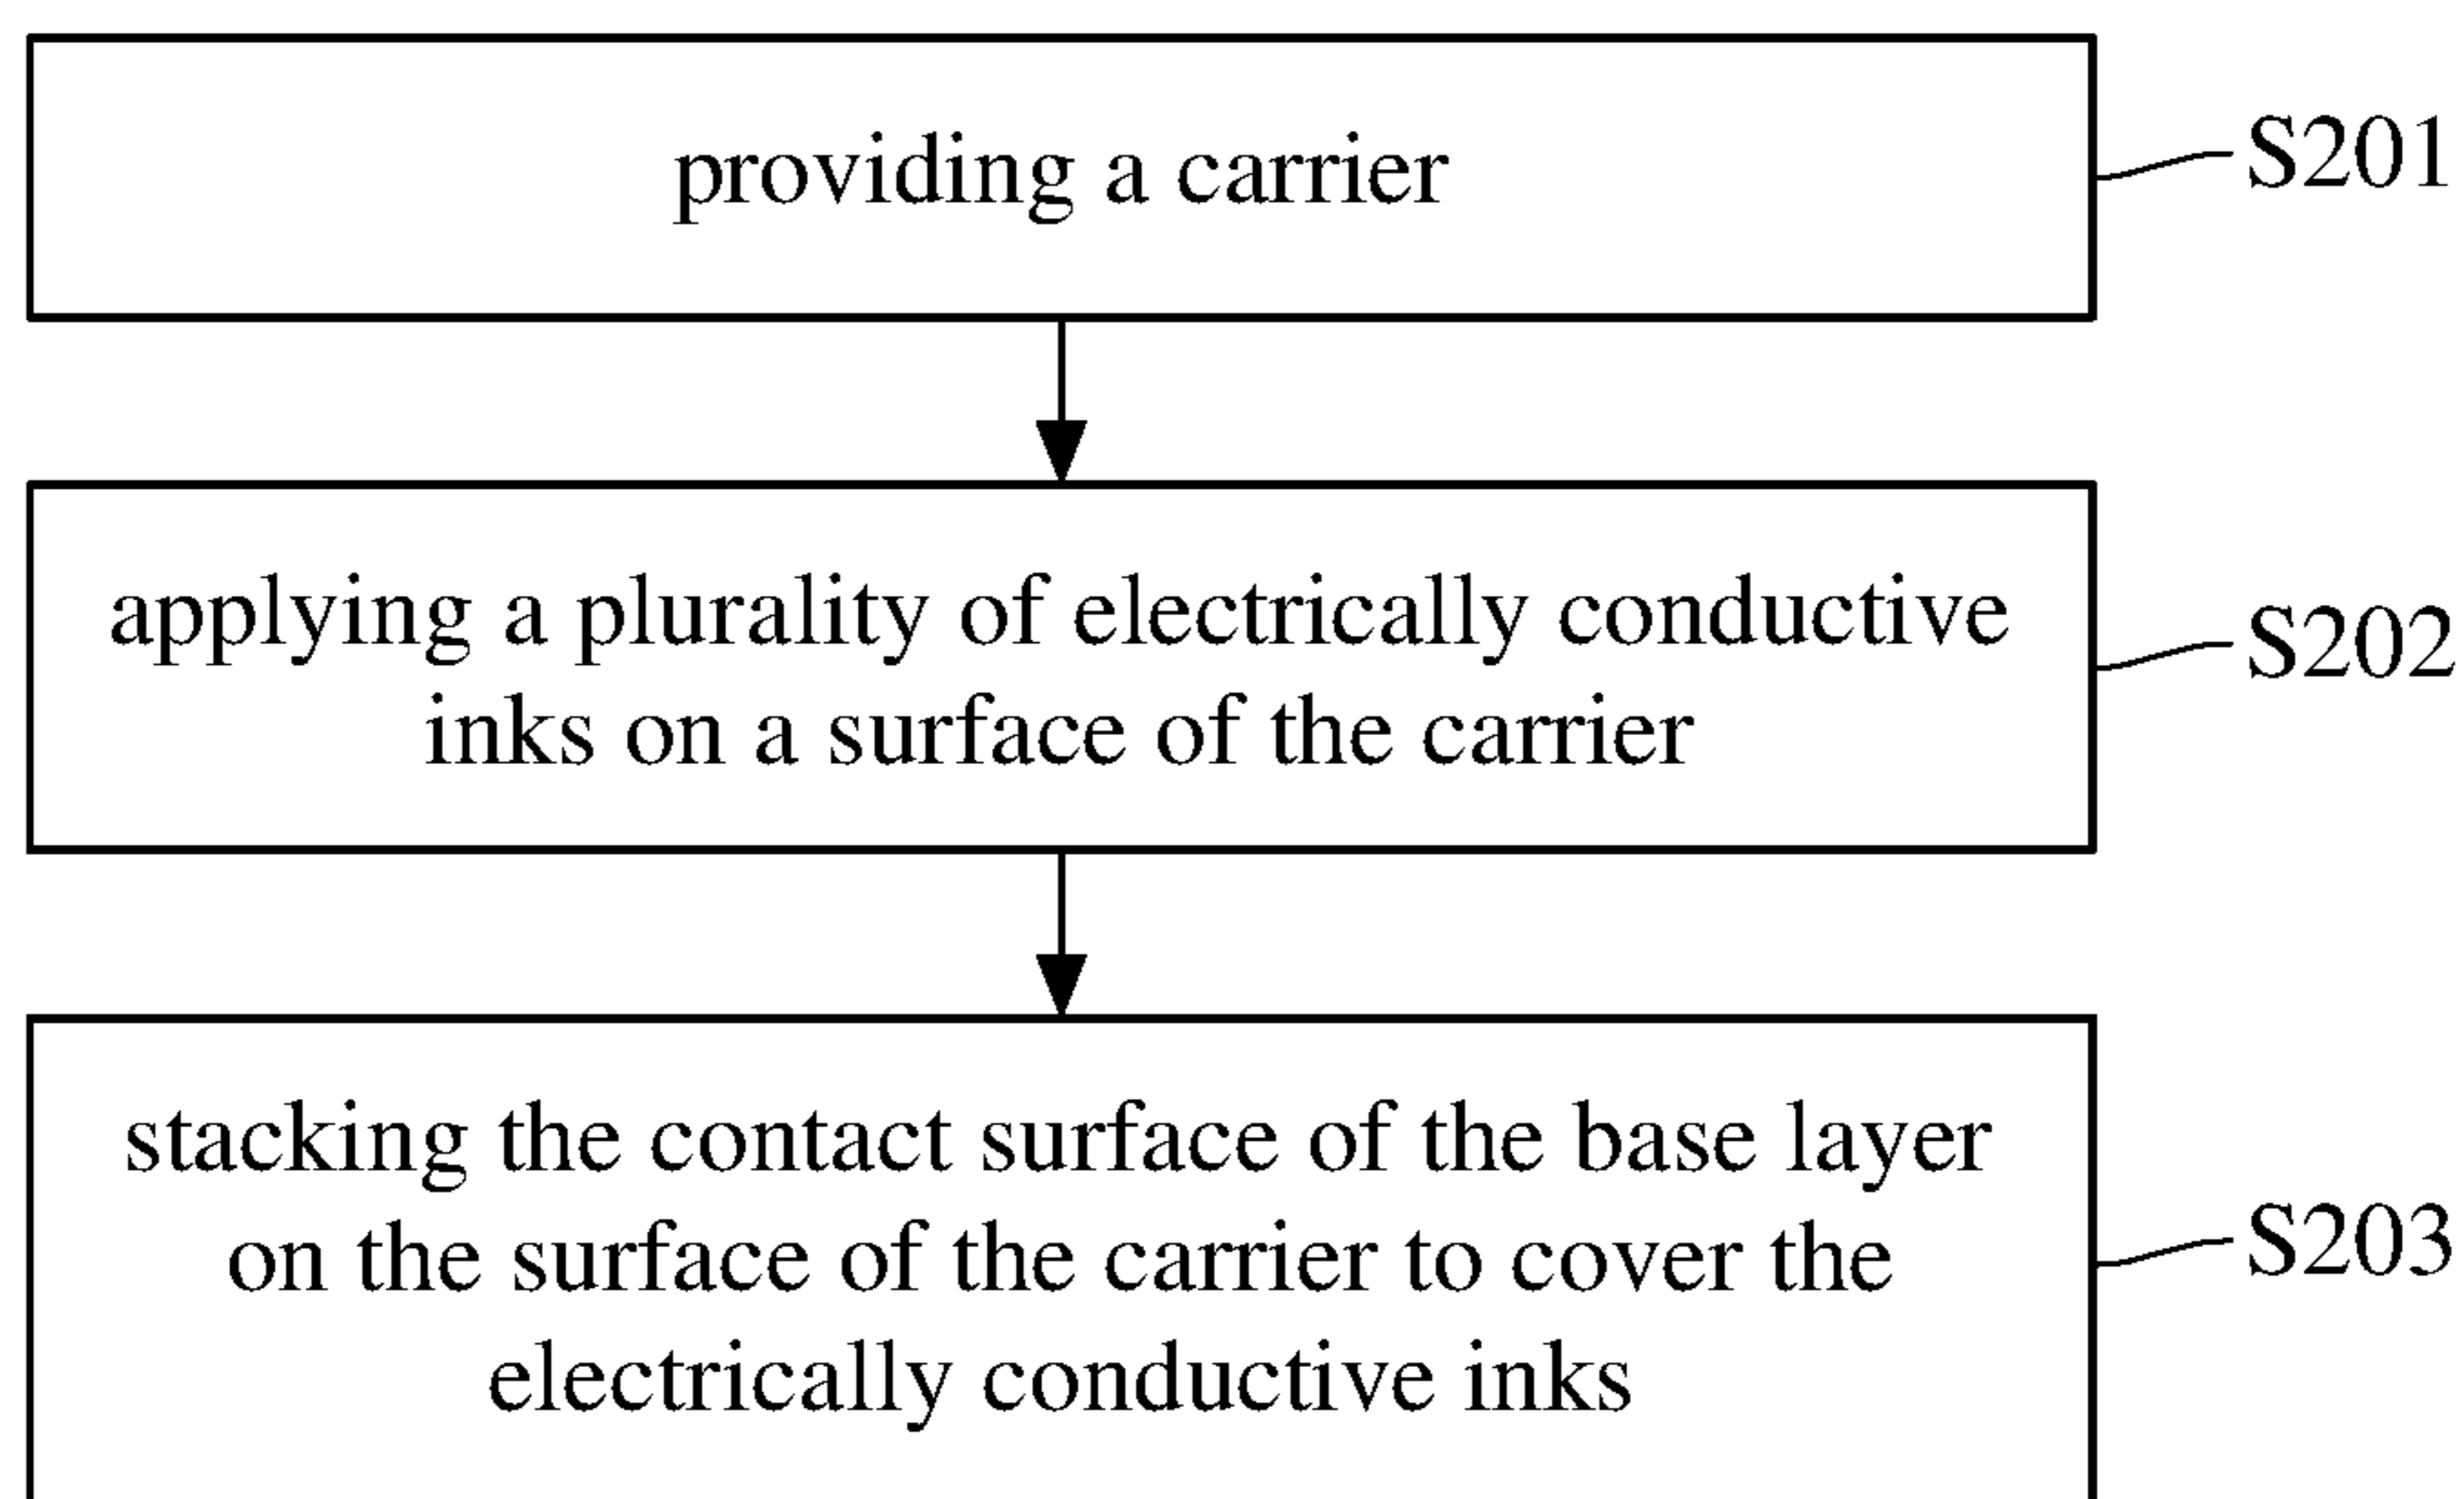 providing a carrier
S201
applying a plurality of electrically conductive
inks on a surface of the carrier
S202
stacking the contact surface of the base layer
on the surface of the carrier to cover the
electrically conductive inks
S203